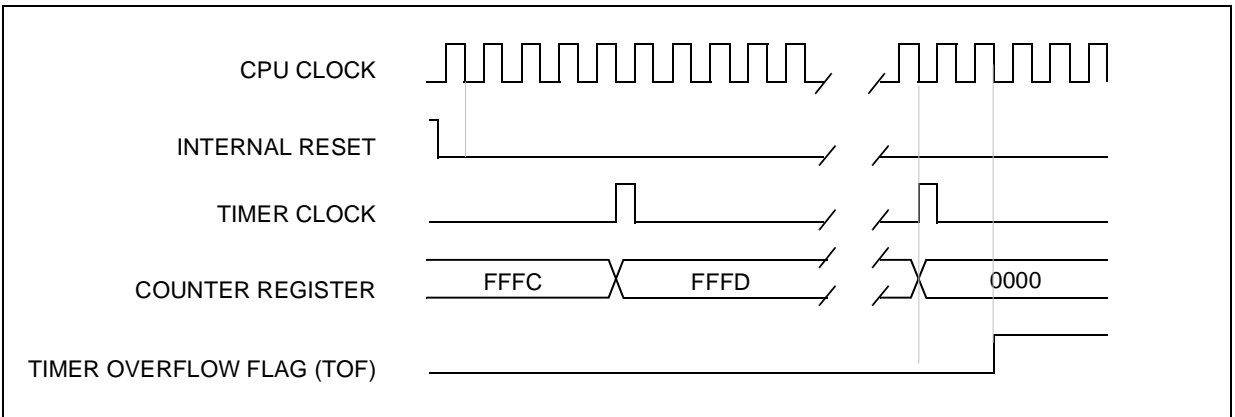 CPU CLOCK
INTERNAL RESET
TIMER CLOCK
COUNTER REGISTER
FFFC
FFFD
0000
TIMER OVERFLOW FLAG (TOF)